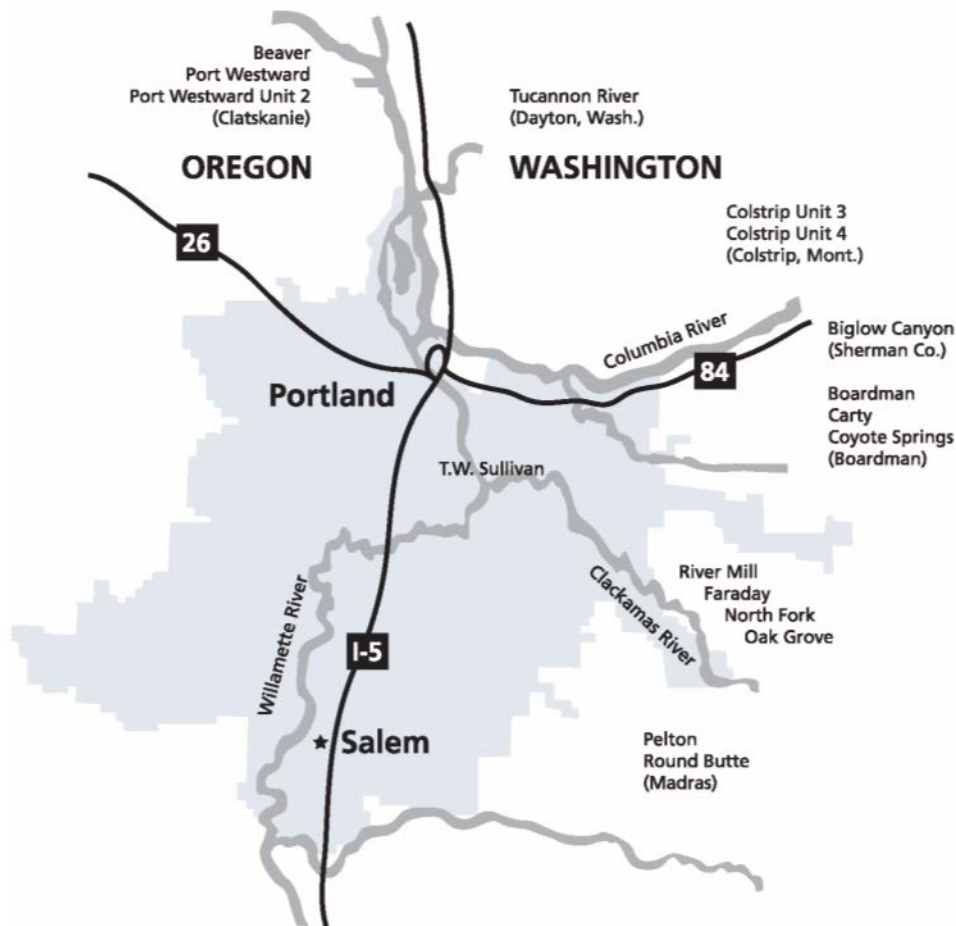 Beaver
Port Westward
Port Westward Unit 2
(Clatskanie)
Tucannon River
(Dayton, Wash.)
OREGON
WASHINGTON
Colstrip Unit 3
Colstrip Unit 4
(Colstrip, Mont.)
26
Columbia River
Biglow Canyon
(Sherman Co.)
84
Portland
Boardman
Carty
Coyote Springs
(Boardman)
T.W. Sullivan
River Mill
Faraday
North Fork
Oak Grove
Clackamas River
Willamette River
I-5
Salem
Pelton
Round Butte
(Madras)